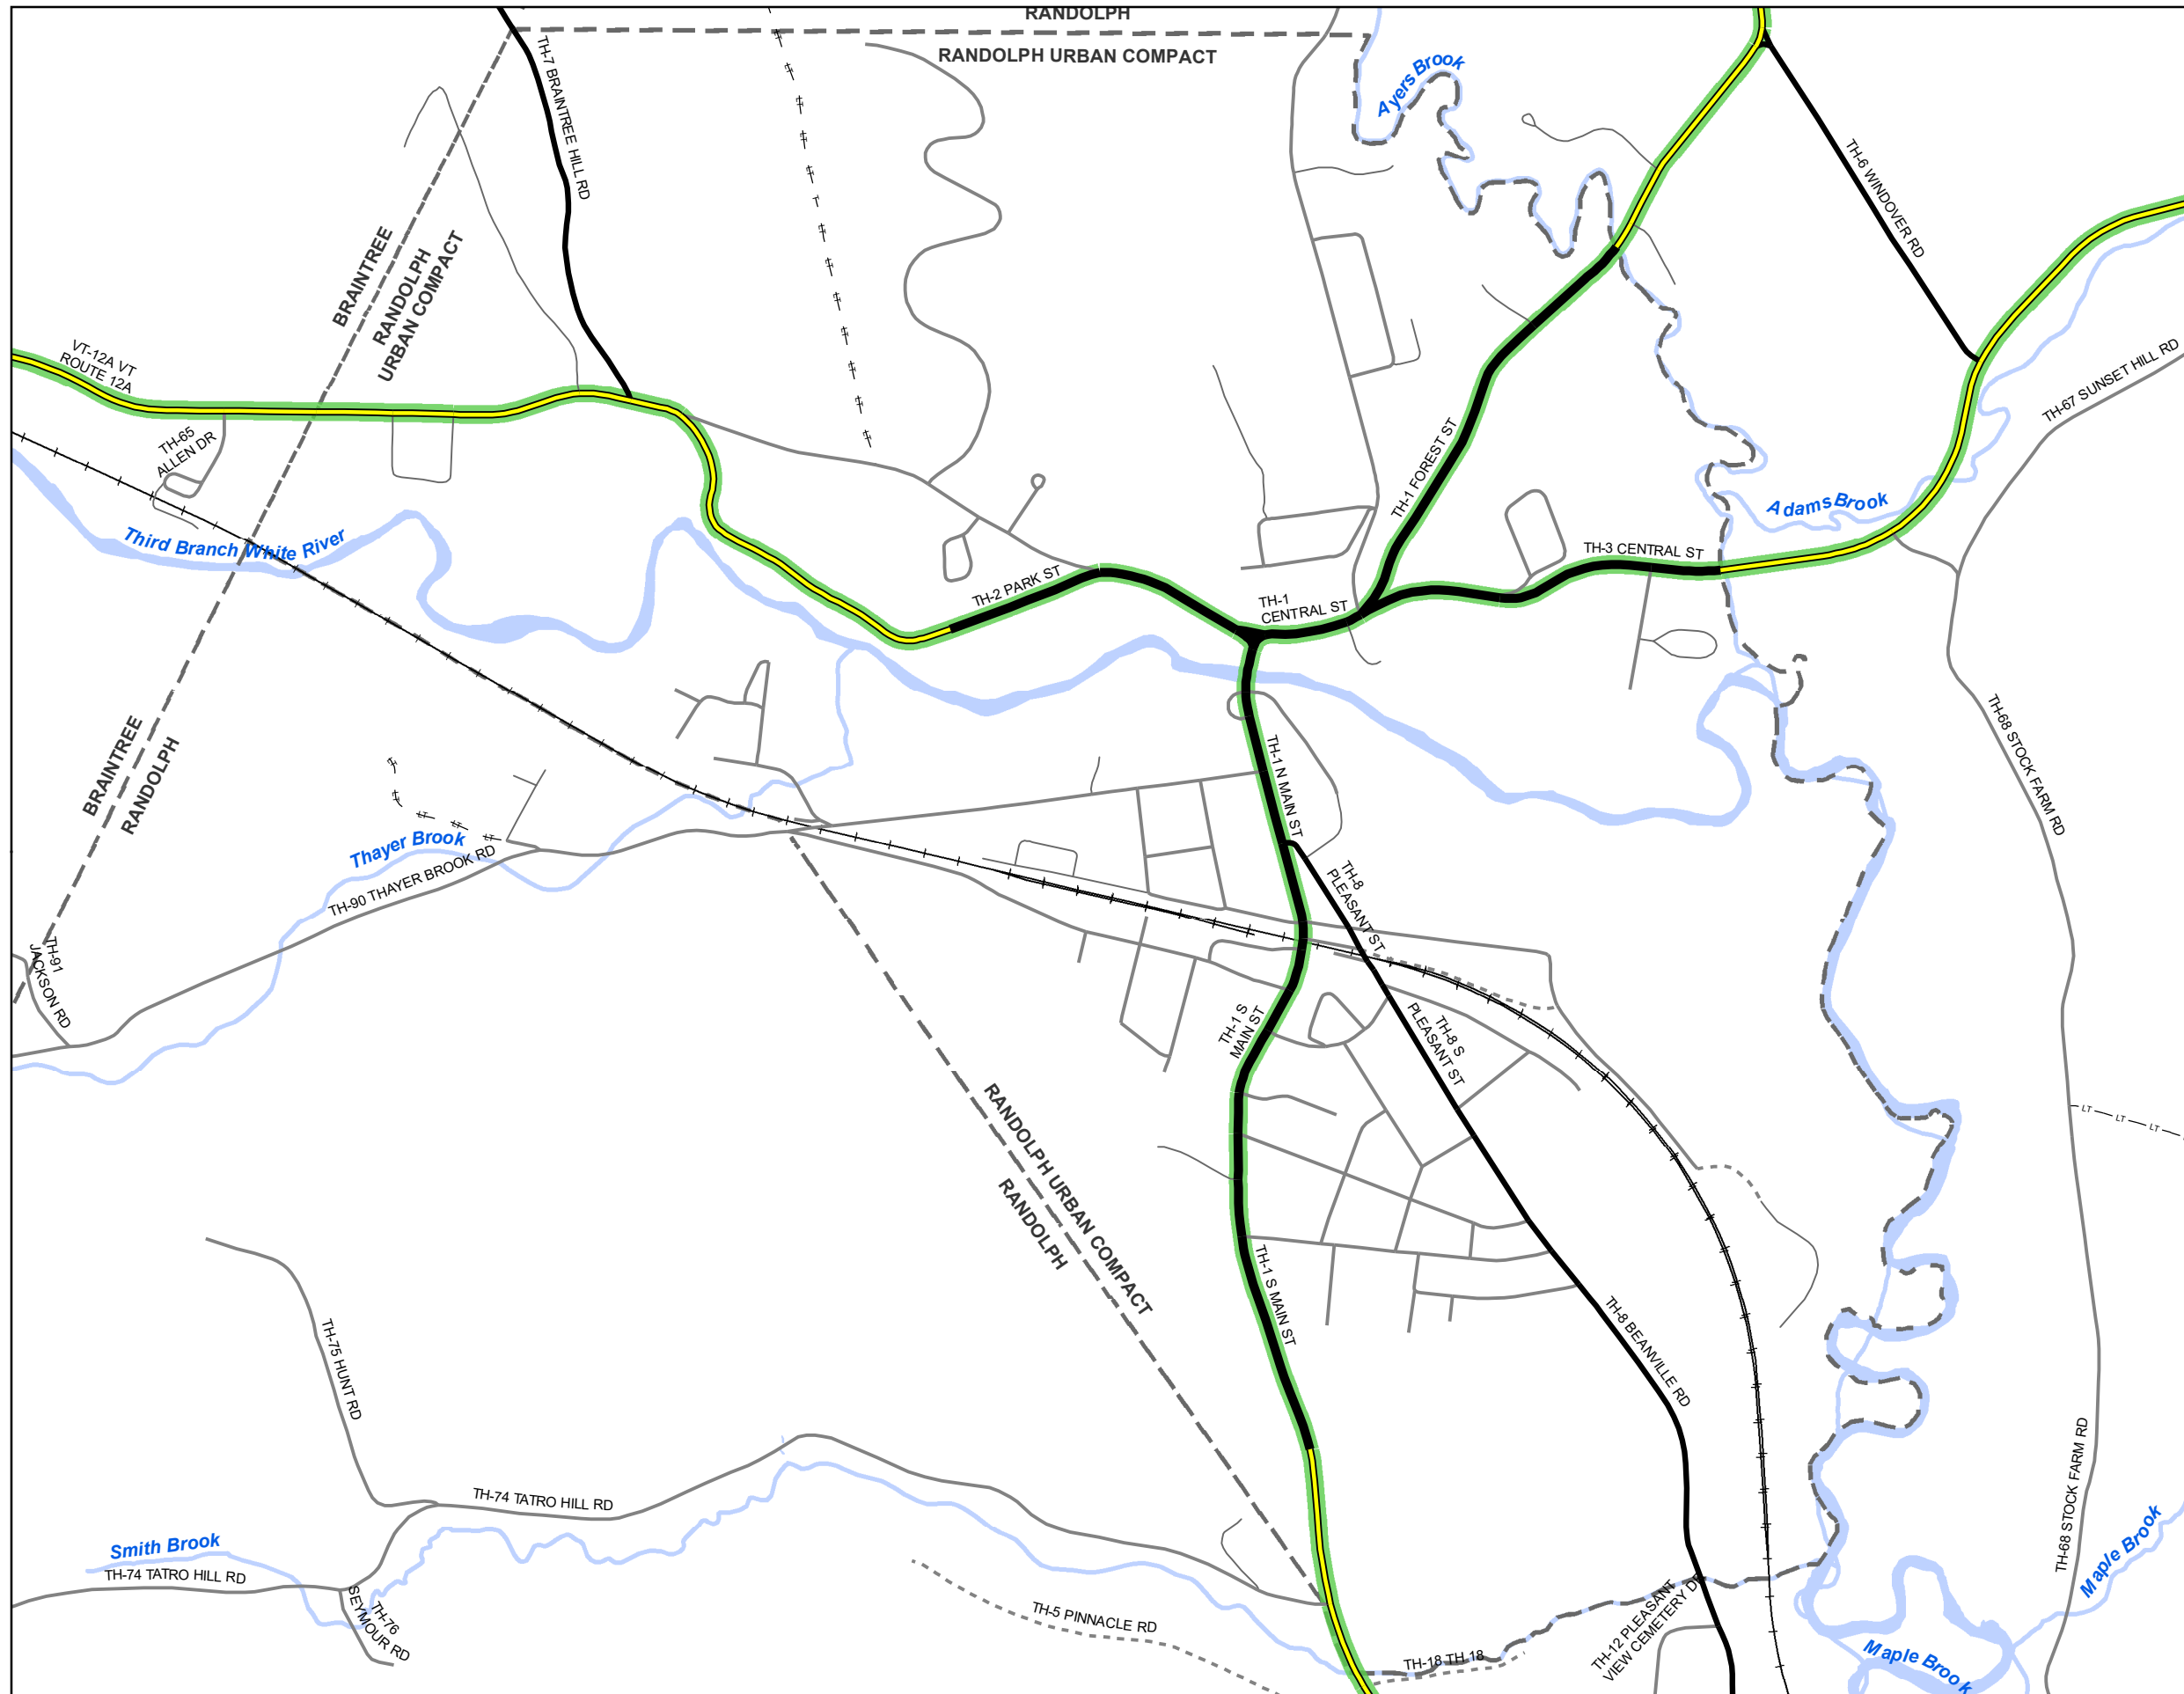 RANDOLPH
RANDOLPH URBAN COMPACT
TH-7 BRAINTREE HILL RD
Ayers Brook
TH-6 WINDOVER RD
BRAINTREE
RANDOLPH
URBAN COMPACT
VT-12A VT
ROUTE 12A
TH-67 SUNSET HILL RD
TH-65
ALLEN DR
TH-1 FOREST ST
Adams Brook
Third Branch White River
TH-3 CENTRAL ST
TH-2 PARK ST
TH-1
CENTRAL ST
TH-68 STOCK FARM RD
BRAINTREE
RANDOLPH
TH-1 N MAIN ST
Thayer Brook
TH-90 THAYER BROOK RD
TH-8
PLEASANT ST
TH-91
JACKSON RD
TH-1 S
MAIN ST
TH-8 S
PLEASANT ST
RANDOLPH URBAN COMPACT
RANDOLPH
LT LT LT
TH-1 S MAIN ST
TH-8 BEANVILLE RD
TH-75 HUNT RD
TH-68 STOCK FARM RD
TH-74 TATRO HILL RD
Smith Brook
TH-74 TATRO HILL RD
TH-76
SEYMOUR RD
Maple Brook
TH-5 PINNACLE RD
TH-12 PLEASANT
VIEW CEMETERY DR
TH-18 TH 18
Maple Brook